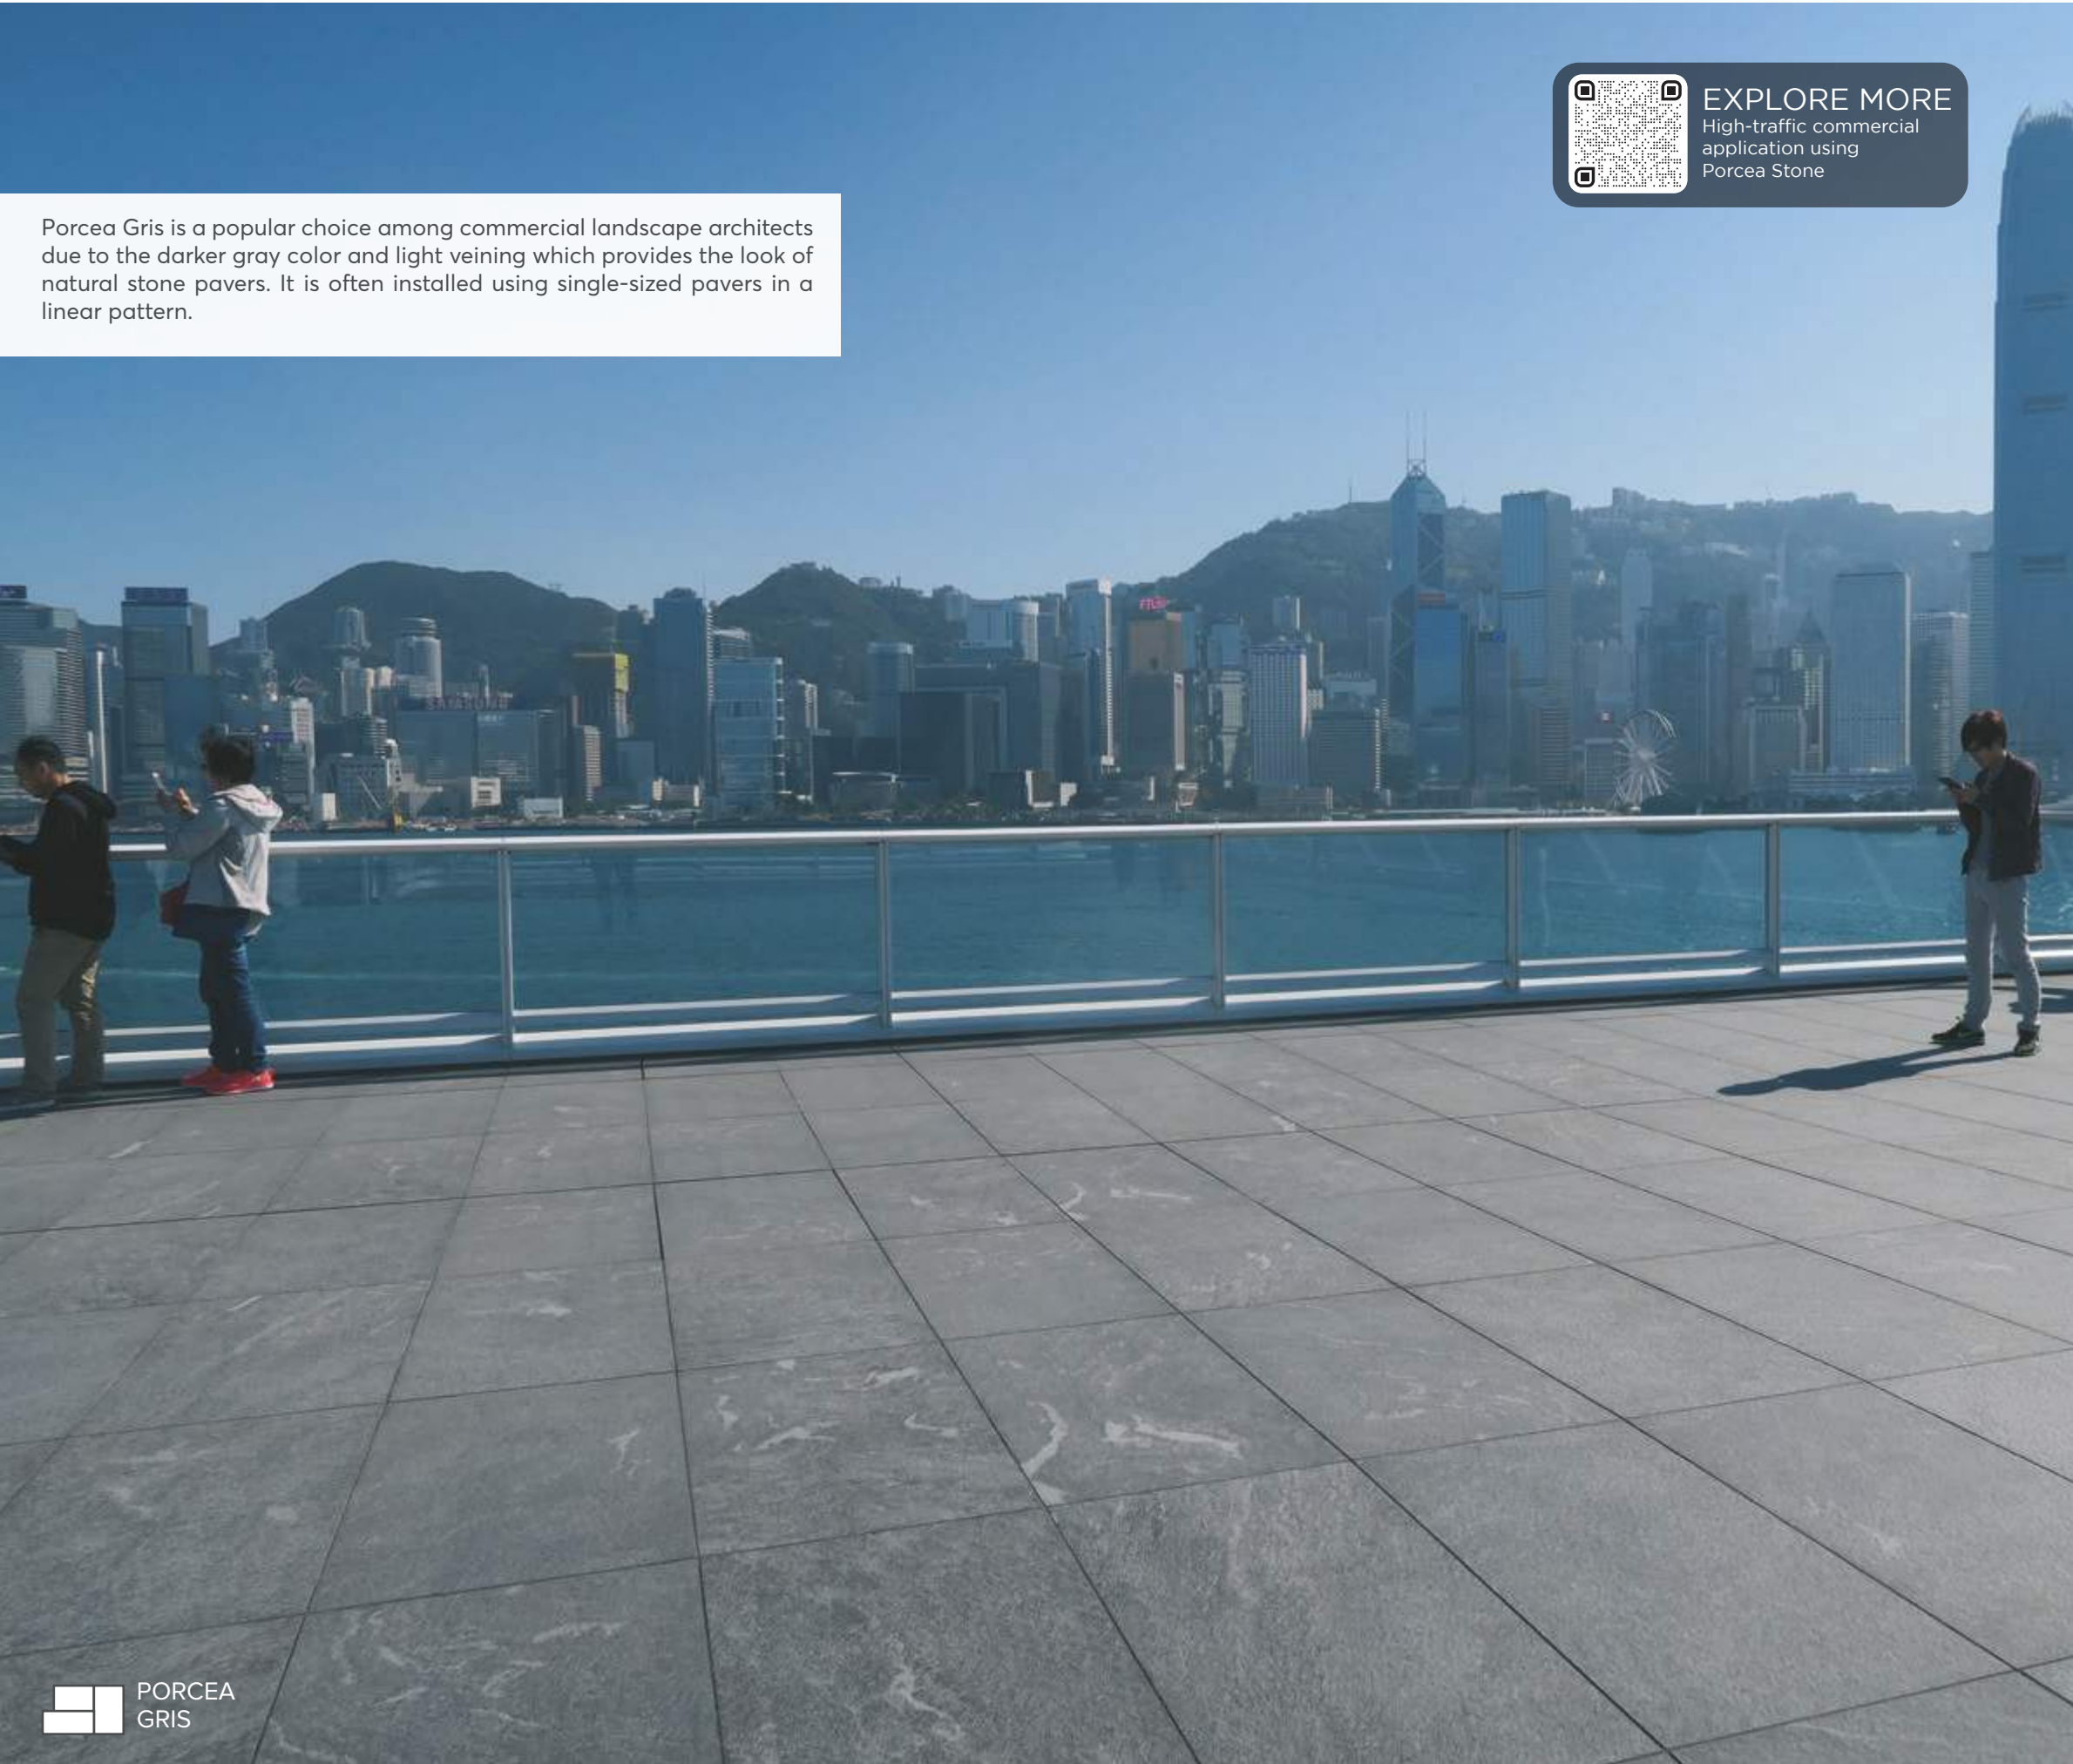 EXPLORE MORE
High-traffic commercial
application using
Porcea Stone
Porcea Gris is a popular choice among commercial landscape architects
due to the darker gray color and light veining which provides the look of
natural stone pavers. It is often installed using single-sized pavers in a
linear pattern.
PORCEA
GRIS